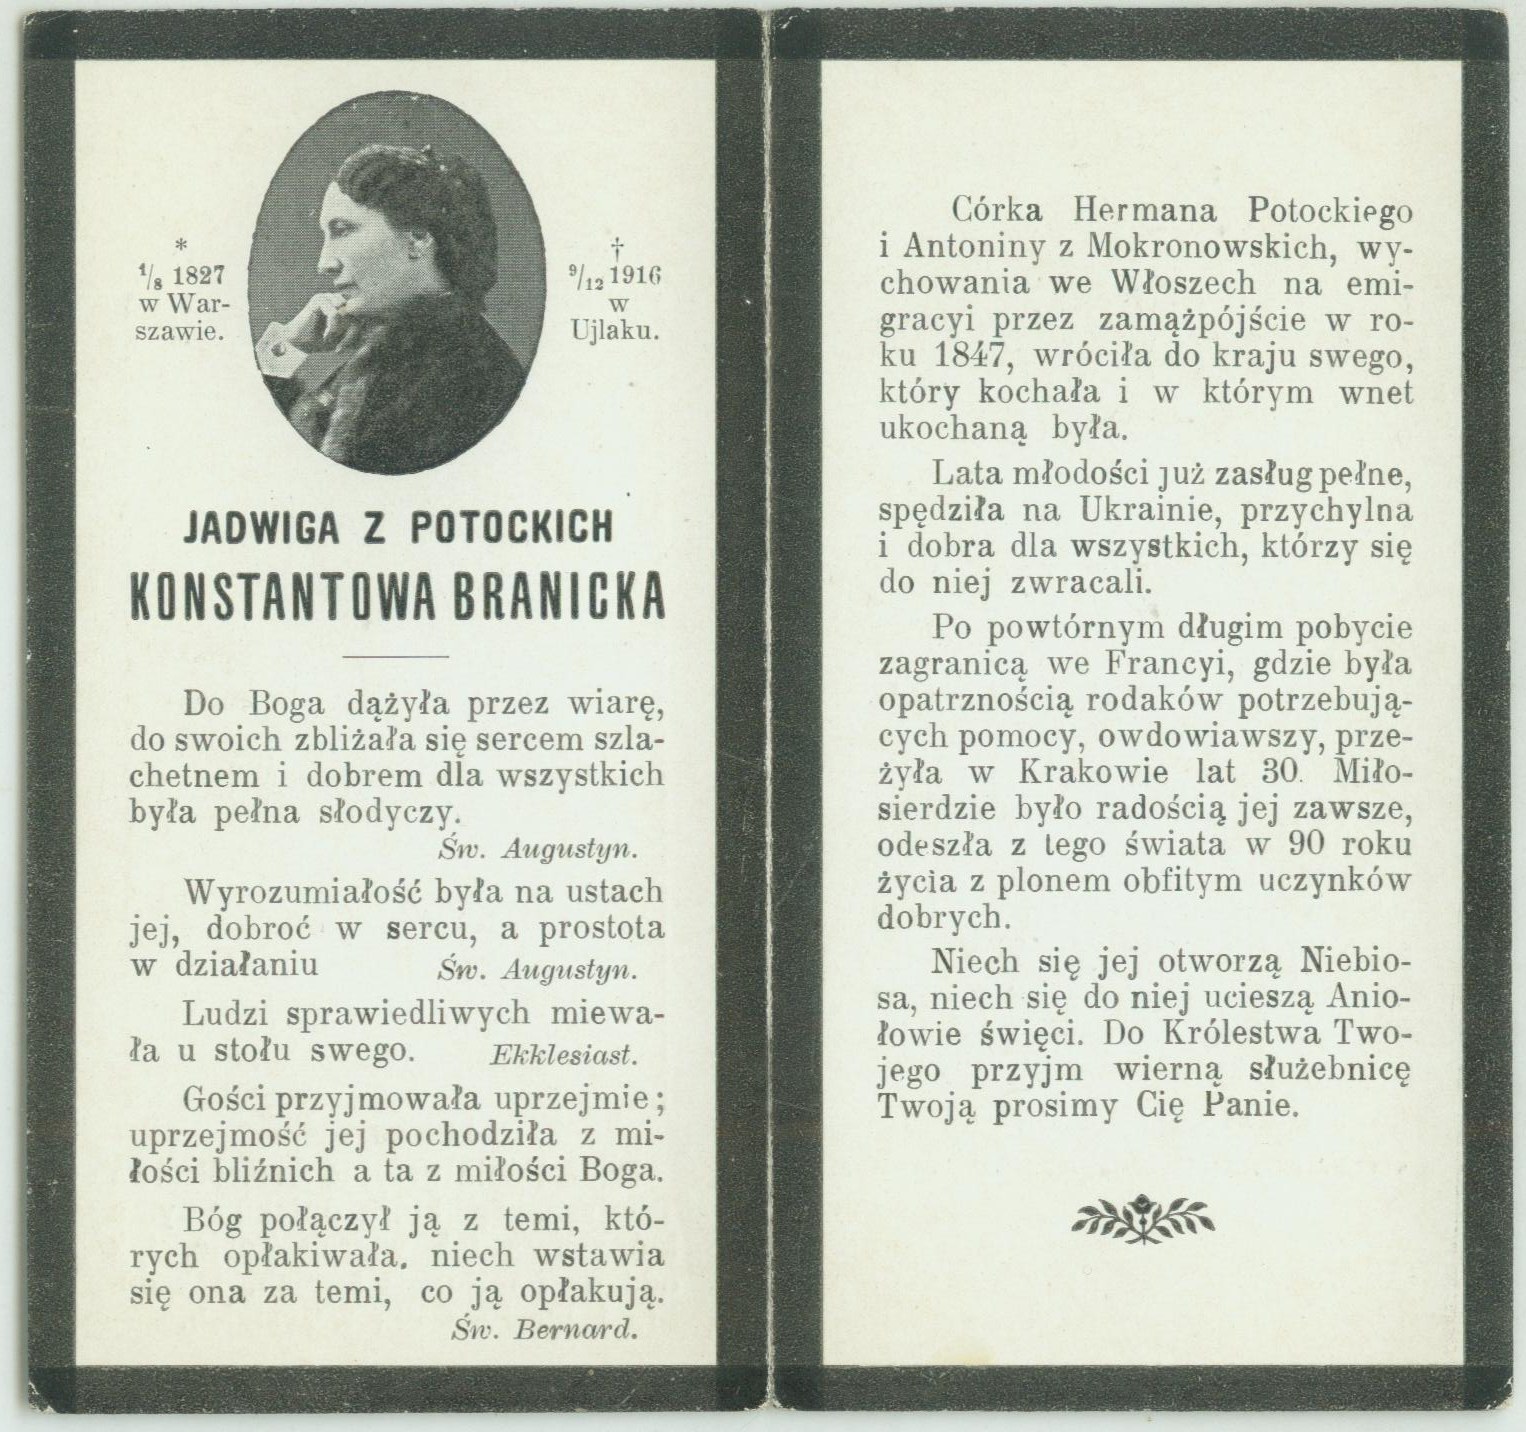 *
1/8 1827
w War-
szawie.
†
9/12 1916
w
Ujlaku.
JADWIGA Z POTOCKICH
KONSTANTOWA BRANICKA
Do Boga dążyła przez wiarę,
do swoich zbliżała się sercem szla-
chetnem i dobrem dla wszystkich
była pełna słodyczy.
Św. Augustyn.
Wyrozumiałość była na ustach
jej, dobroć w sercu, a prostota
w działaniu Św. Augustyn.
Ludzi sprawiedliwych miewa-
ła u stołu swego. Ekklesiast.
Gości przyjmowała uprzejmie;
uprzejmość jej pochodziła z mi-
łości bliźnich a ta z miłości Boga.
Bóg połączył ją z temi, któ-
rych opłakiwała. niech wstawia
się ona za temi, co ją opłakują.
Św. Bernard.
Córka Hermana Potockiego
i Antoniny z Mokronowskich, wy-
chowania we Włoszech na emi-
gracyi przez zamążpójście w ro-
ku 1847, wróciła do kraju swego,
który kochała i w którym wnet
ukochaną była.
Lata młodości już zasług pełne,
spędziła na Ukrainie, przychylna
i dobra dla wszystkich, którzy się
do niej zwracali.
Po powtórnym długim pobycie
zagranicą we Francyi, gdzie była
opatrznością rodaków potrzebują-
cych pomocy, owdowiawszy, prze-
żyła w Krakowie lat 30. Miło-
sierdzie było radością jej zawsze,
odeszła z tego świata w 90 roku
życia z plonem obfitym uczynków
dobrych.
Niech się jej otworzą Niebio-
sa, niech się do niej ucieszą Anio-
łowie święci. Do Królestwa Two-
jego przyjm wierną służebnicę
Twoją prosimy Cię Panie.